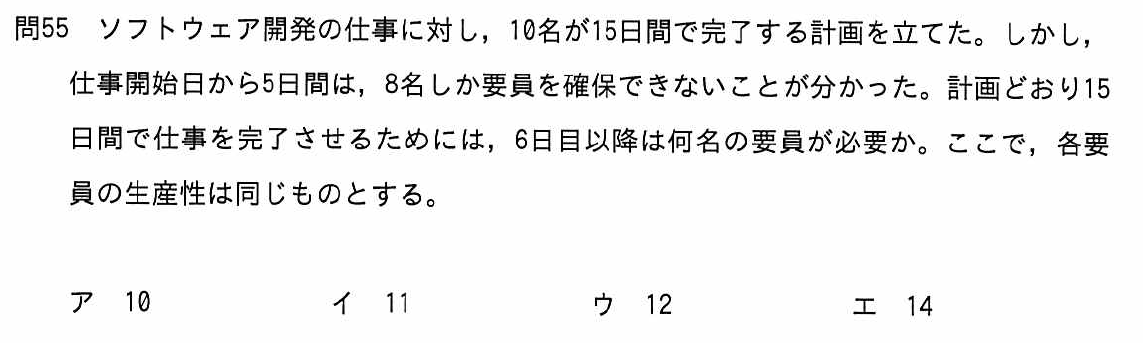 問55　ソフトウェア開発の仕事に対し，10名が15日間で完了する計画を立てた。しかし，
仕事開始日から5日間は，8名しか要員を確保できないことが分かった。計画どおり15
日間で仕事を完了させるためには，6日目以降は何名の要員が必要か。ここで，各要
員の生産性は同じものとする。
ア　10　イ　11　ウ　12　エ　14